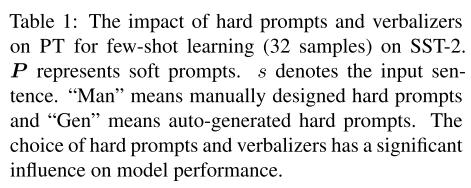 Table 1: The impact of hard prompts and verbalizers
on PT for few-shot learning (32 samples) on SST-2.
P represents soft prompts. s denotes the input sen-
tence. “Man” means manually designed hard prompts
and “Gen” means auto-generated hard prompts. The
choice of hard prompts and verbalizers has a significant
influence on model performance.